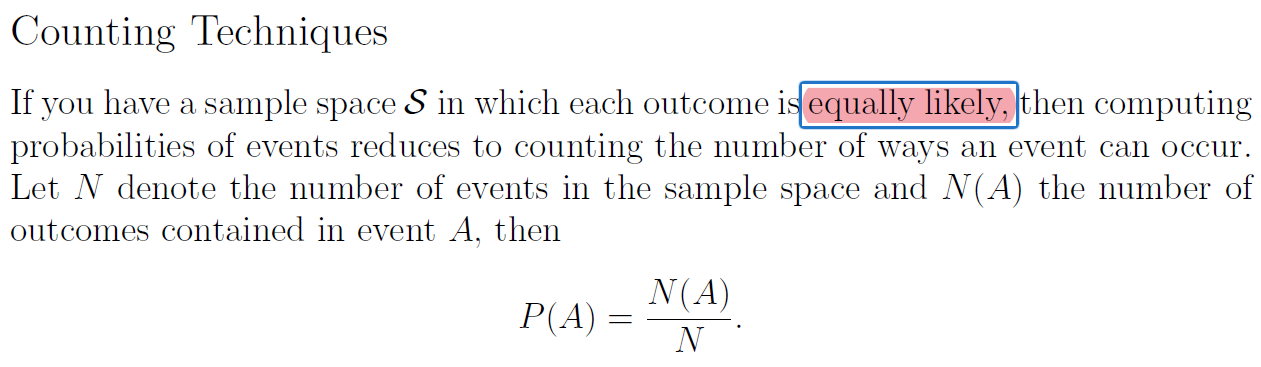 Counting Techniques
If you have a sample space 𝓢 in which each outcome is equally likely, then computing
probabilities of events reduces to counting the number of ways an event can occur.
Let N denote the number of events in the sample space and N(A) the number of
outcomes contained in event A, then
P(A) = N(A)/N.